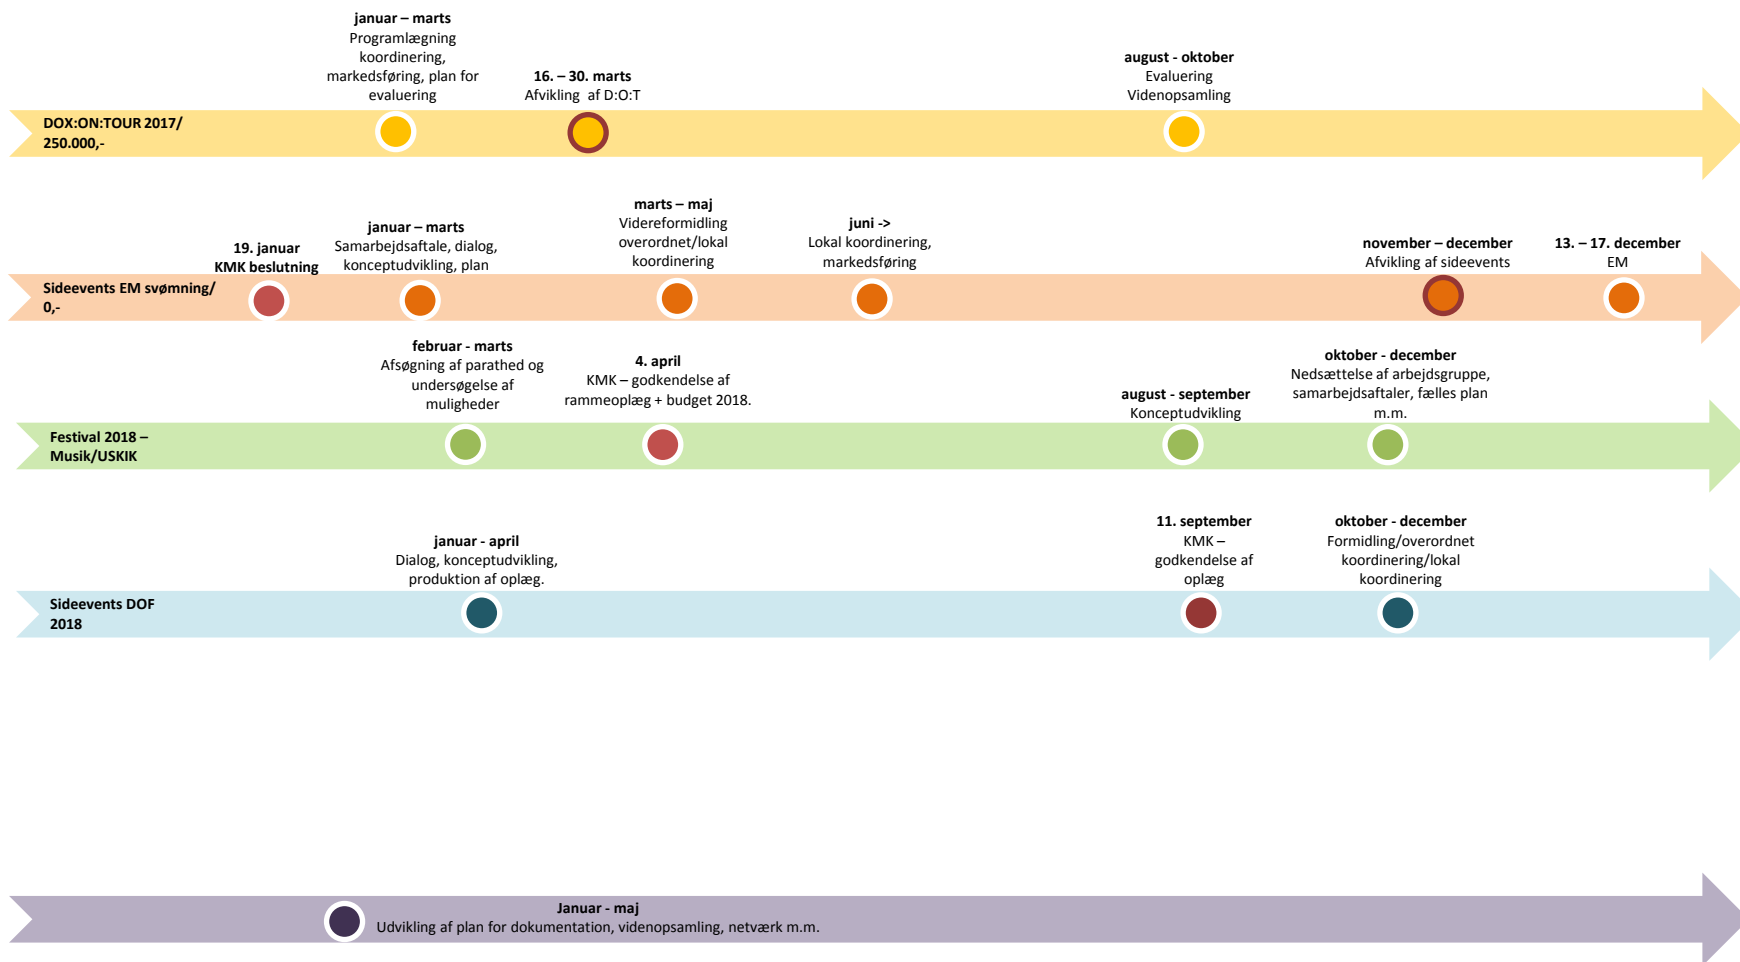 januar – marts
Programlægning
koordinering,
markedsføring, plan for
evaluering
16. – 30. marts
Afvikling  af D:O:T
august - oktober
Evaluering
Videnopsamling
DOX:ON:TOUR 2017/
250.000,-
19. januar
KMK beslutning
januar – marts
Samarbejdsaftale, dialog,
konceptudvikling, plan
marts – maj
Videreformidling
overordnet/lokal
koordinering
juni ->
Lokal koordinering,
markedsføring
november – december
Afvikling af sideevents
13. – 17. december
EM
Sideevents EM svømning/
0,-
februar - marts
Afsøgning af parathed og
undersøgelse af
muligheder
4. april
KMK – godkendelse af
rammeoplæg + budget 2018.
august - september
Konceptudvikling
oktober - december
Nedsættelse af arbejdsgruppe,
samarbejdsaftaler, fælles plan
m.m.
Festival 2018 –
Musik/USKIK
januar - april
Dialog, konceptudvikling,
produktion af oplæg.
11. september
KMK –
godkendelse af
oplæg
oktober - december
Formidling/overordnet
koordinering/lokal
koordinering
Sideevents DOF
2018
Januar - maj
Udvikling af plan for dokumentation, videnopsamling, netværk m.m.